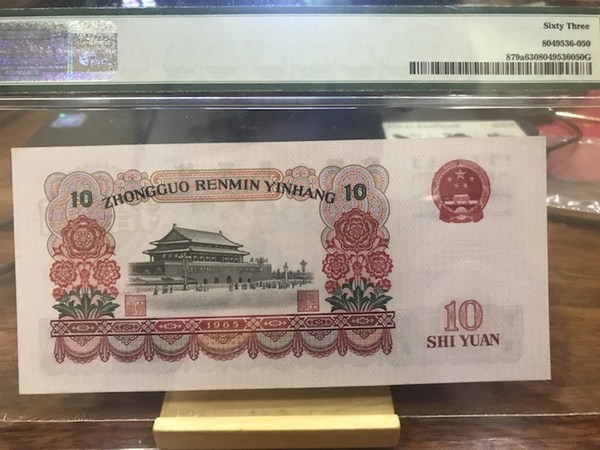 Sixty Three
8049536-050
879a6308049536050G
10 ZHONGGUO RENMIN YINHANG 10
1965
10
SHI YUAN